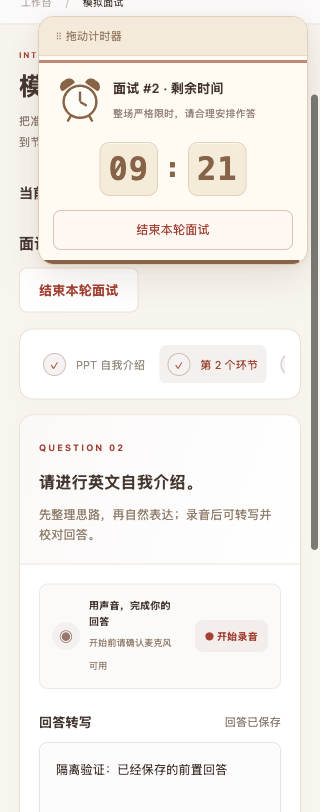 工作台 / 模拟面试
拖动计时器
INT
模
面试 #2 · 剩余时间
整场严格限时，请合理安排作答
到节
09 : 21
当前
结束本轮面试
面试
结束本轮面试
PPT 自我介绍
第 2 个环节
QUESTION 02
请进行英文自我介绍。
先整理思路，再自然表达；录音后可转写并
校对回答。
用声音，完成你的
回答
开始前请确认麦克风
可用
开始录音
回答转写
回答已保存
隔离验证：已经保存的前置回答